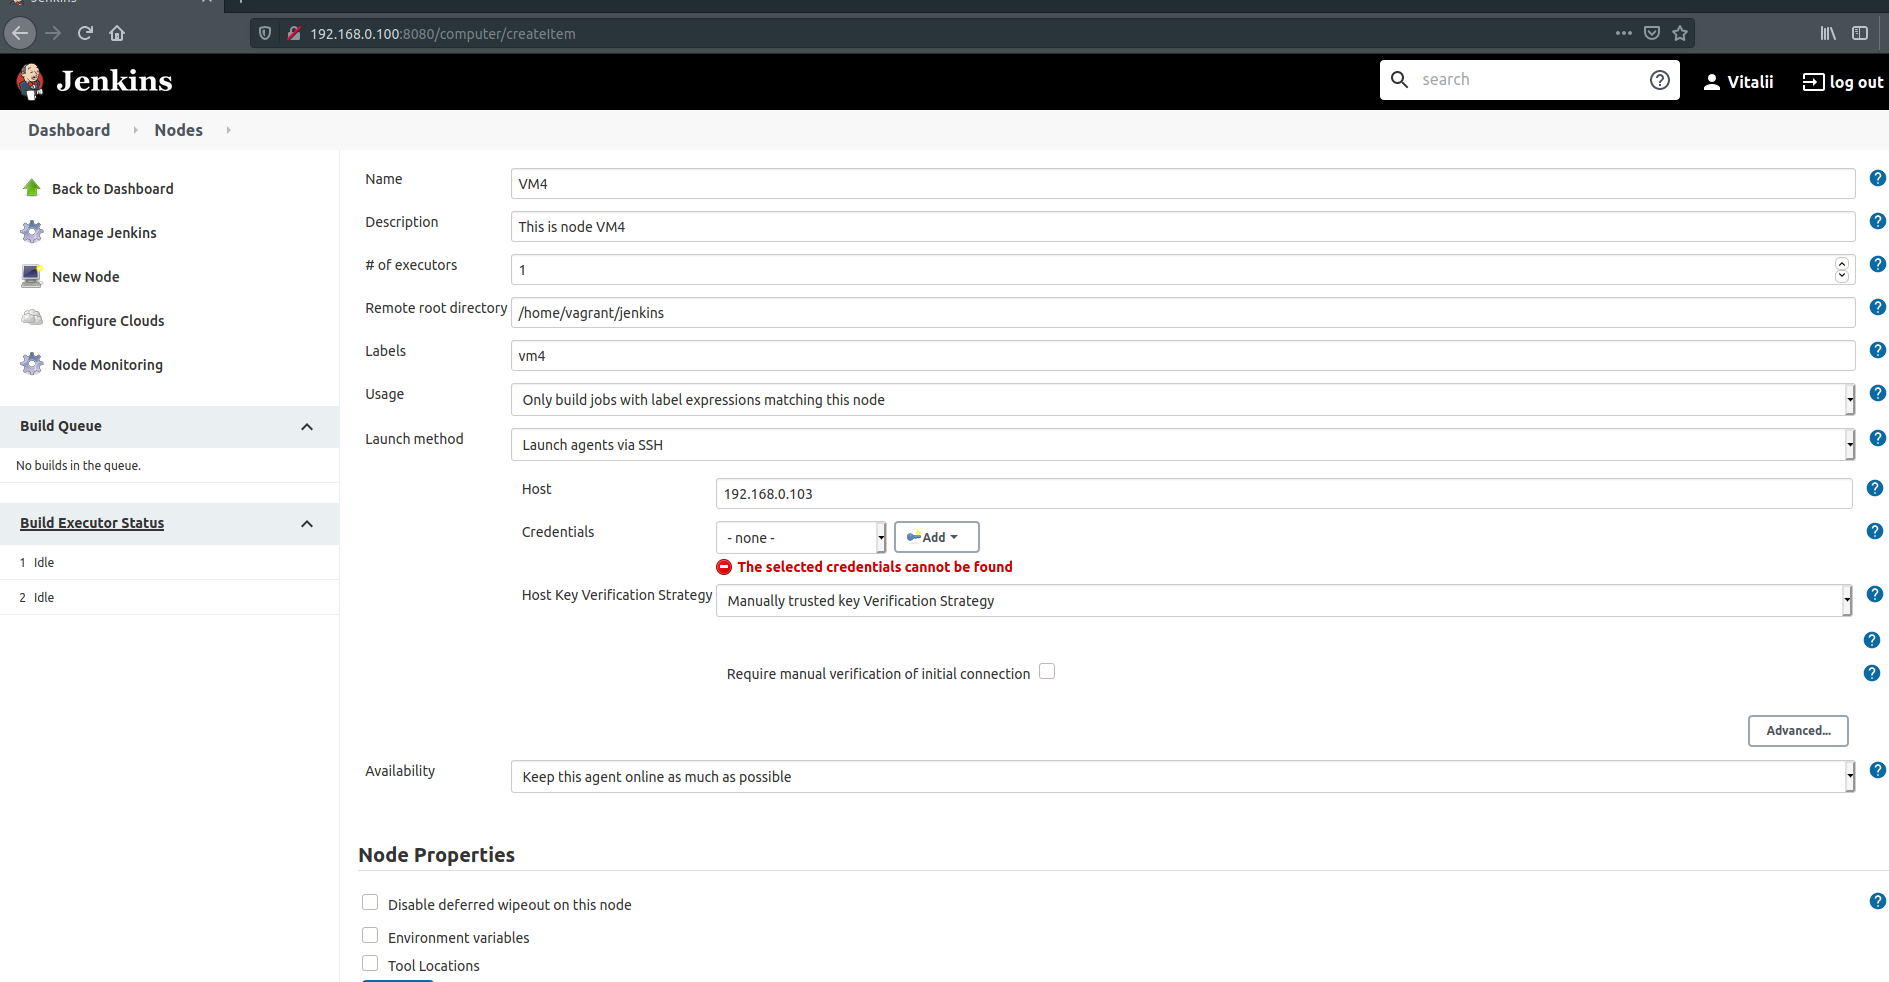 Jenkins
192.168.0.100:8080/computer/createItem
Jenkins
search
Vitalii
log out
Dashboard
Nodes
Back to Dashboard
Manage Jenkins
New Node
Configure Clouds
Node Monitoring
Build Queue
No builds in the queue.
Build Executor Status
1 Idle
2 Idle
Name
VM4
Description
This is node VM4
# of executors
1
Remote root directory
/home/vagrant/jenkins
Labels
vm4
Usage
Only build jobs with label expressions matching this node
Launch method
Launch agents via SSH
Host
192.168.0.103
Credentials
- none -
Add
The selected credentials cannot be found
Host Key Verification Strategy
Manually trusted key Verification Strategy
Require manual verification of initial connection
Advanced...
Availability
Keep this agent online as much as possible
Node Properties
Disable deferred wipeout on this node
Environment variables
Tool Locations